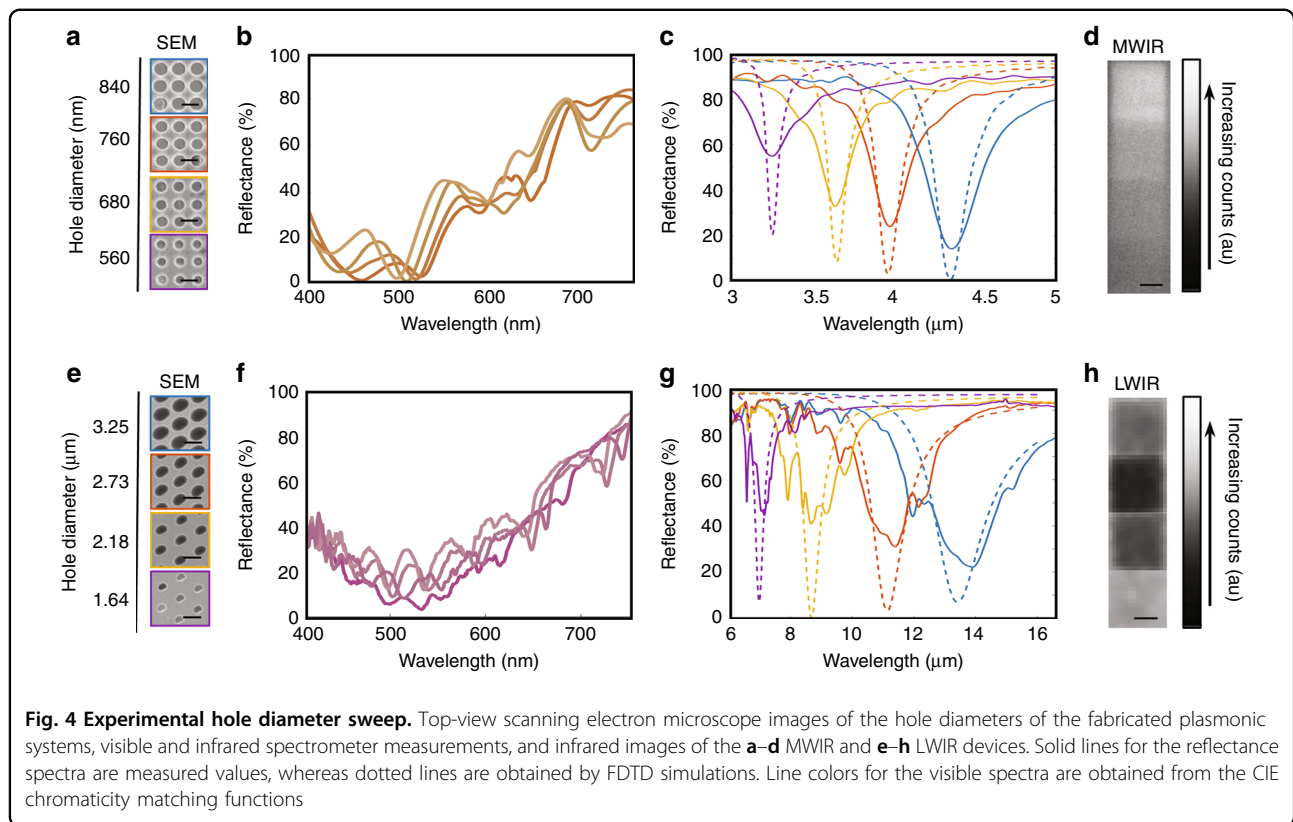 a
SEM
Hole diameter (nm)
840
760
680
560
b
100
80
60
40
20
0
Reflectance (%)
400
500
600
700
Wavelength (nm)
c
100
80
60
40
20
0
Reflectance (%)
3
3.5
4
4.5
5
Wavelength (μm)
d
MWIR
Increasing counts (au)
e
SEM
Hole diameter (μm)
3.25
2.73
2.18
1.64
f
100
80
60
40
20
0
Reflectance (%)
400
500
600
700
Wavelength (nm)
g
100
80
60
40
20
0
Reflectance (%)
6
8
10
12
14
16
Wavelength (μm)
h
LWIR
Increasing counts (au)
Fig. 4 Experimental hole diameter sweep. Top-view scanning electron microscope images of the hole diameters of the fabricated plasmonic
systems, visible and infrared spectrometer measurements, and infrared images of the a–d MWIR and e–h LWIR devices. Solid lines for the reflectance
spectra are measured values, whereas dotted lines are obtained by FDTD simulations. Line colors for the visible spectra are obtained from the CIE
chromaticity matching functions